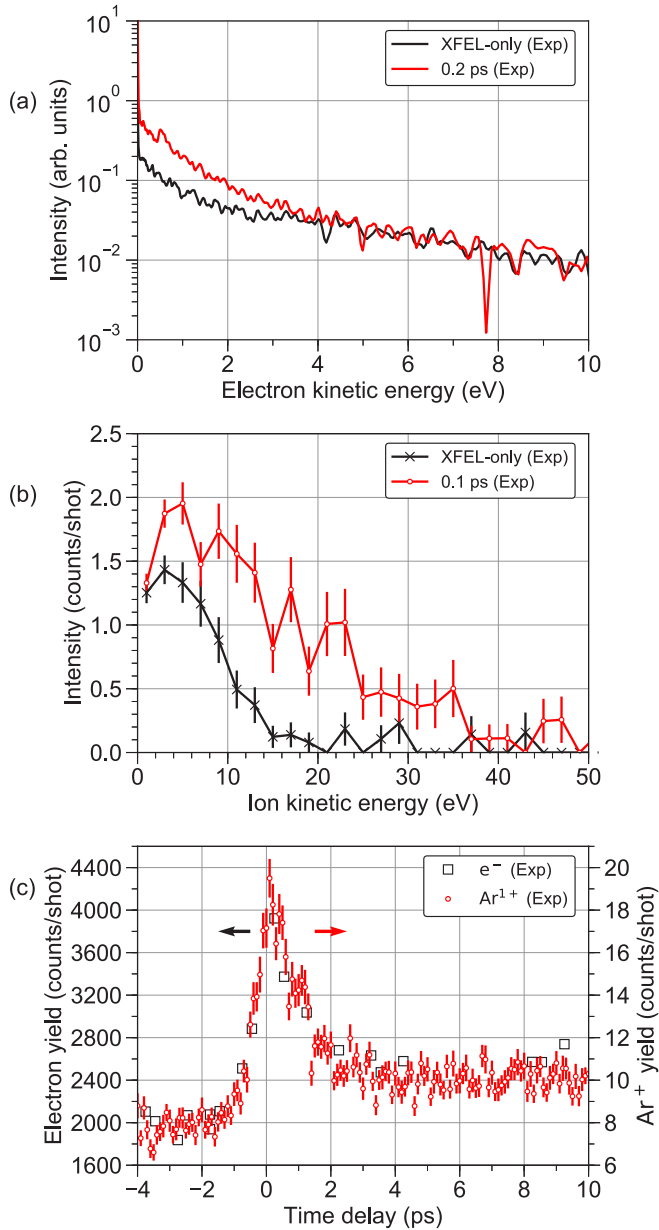 (a)
Intensity (arb. units)
10¹
10⁰
10⁻¹
10⁻²
10⁻³
XFEL-only (Exp)
0.2 ps (Exp)
0 2 4 6 8 10
Electron kinetic energy (eV)
(b)
Intensity (counts/shot)
2.5
2.0
1.5
1.0
0.5
0.0
XFEL-only (Exp)
0.1 ps (Exp)
0 10 20 30 40 50
Ion kinetic energy (eV)
(c)
Electron yield (counts/shot)
4400
4000
3600
3200
2800
2400
2000
1600
e⁻ (Exp)
Ar¹⁺ (Exp)
20
18
16
14
12
10
8
6
Ar⁺ yield (counts/shot)
−4 −2 0 2 4 6 8 10
Time delay (ps)